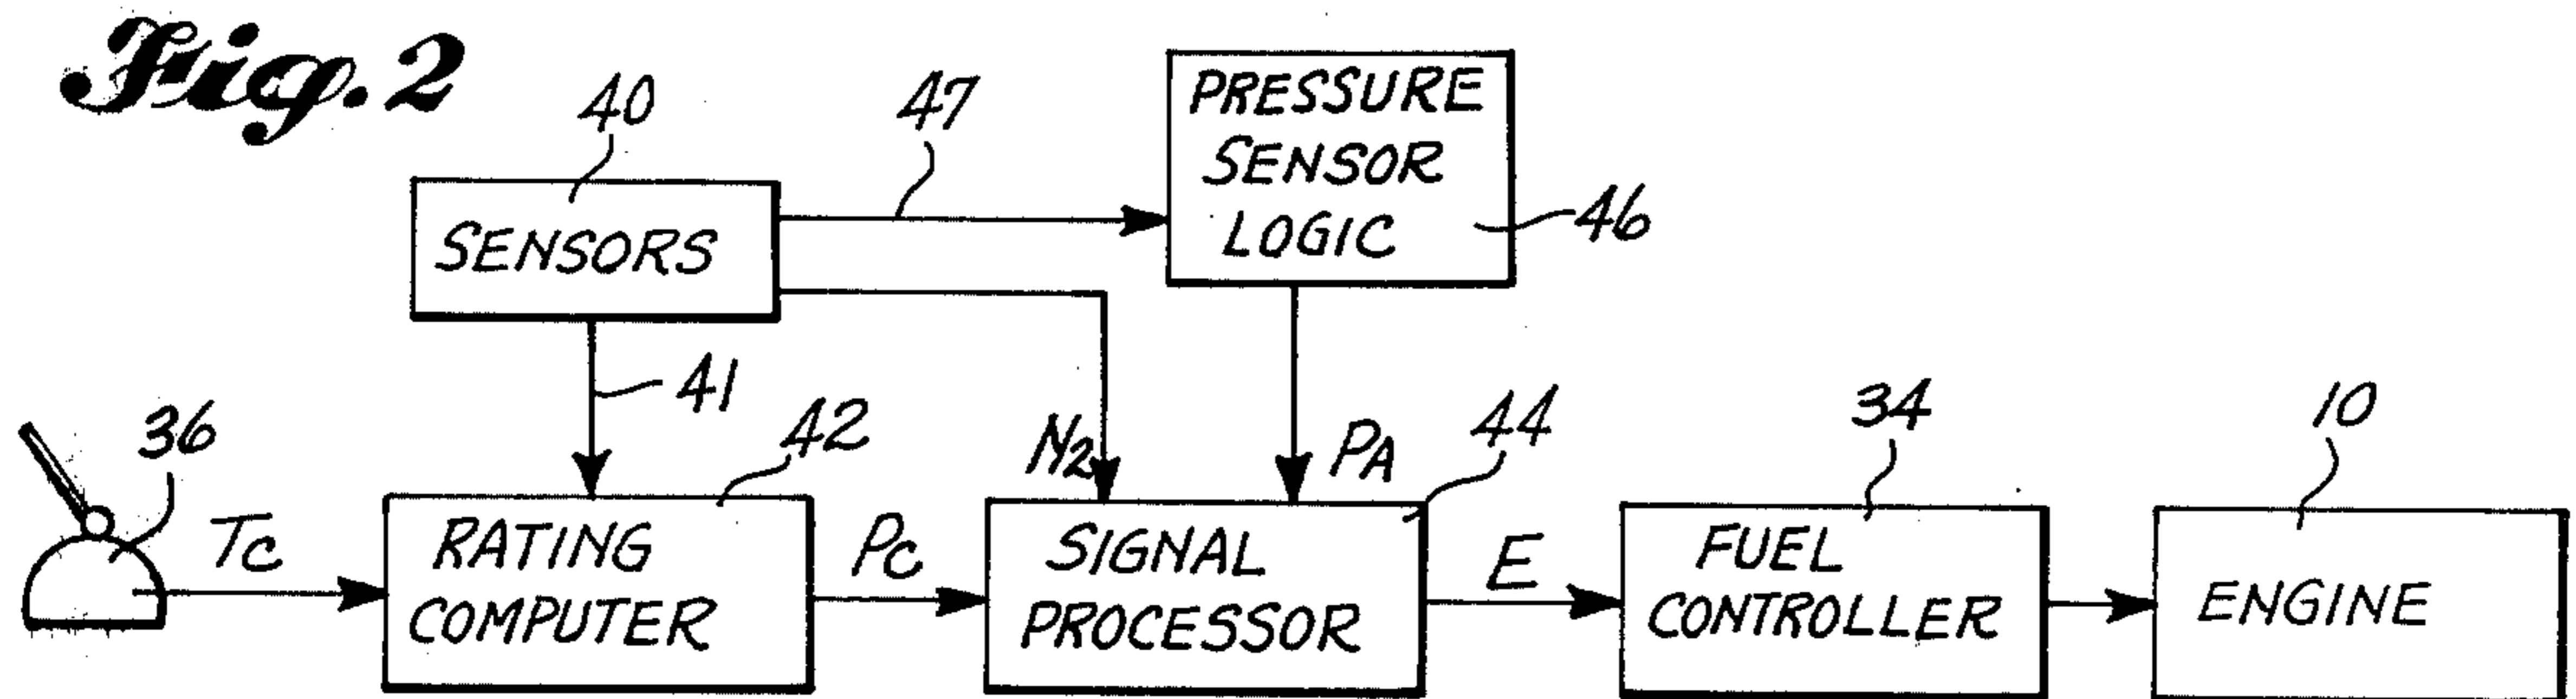 Fig. 2
40
47
PRESSURE
SENSOR
LOGIC
46
SENSORS
41
36
42
N2
PA
44
34
10
TC
RATING
COMPUTER
PC
SIGNAL
PROCESSOR
E
FUEL
CONTROLLER
ENGINE